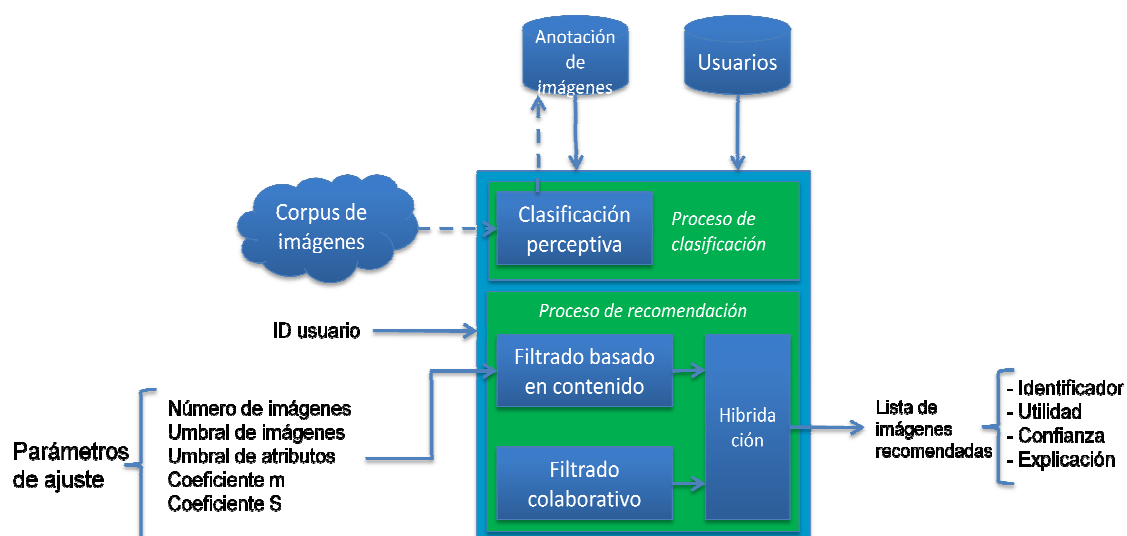 Anotación
de
imágenes
Usuarios
Corpus de
imágenes
Clasificación
perceptiva
Proceso de
clasificación
Proceso de recomendación
ID usuario
Filtrado basado
en contenido
Parámetros
de ajuste
Número de imágenes
Umbral de imágenes
Umbral de atributos
Coeficiente m
Coeficiente S
Filtrado
colaborativo
Hibrida
ción
Lista de
imágenes
recomendadas
- Identificador
- Utilidad
- Confianza
- Explicación